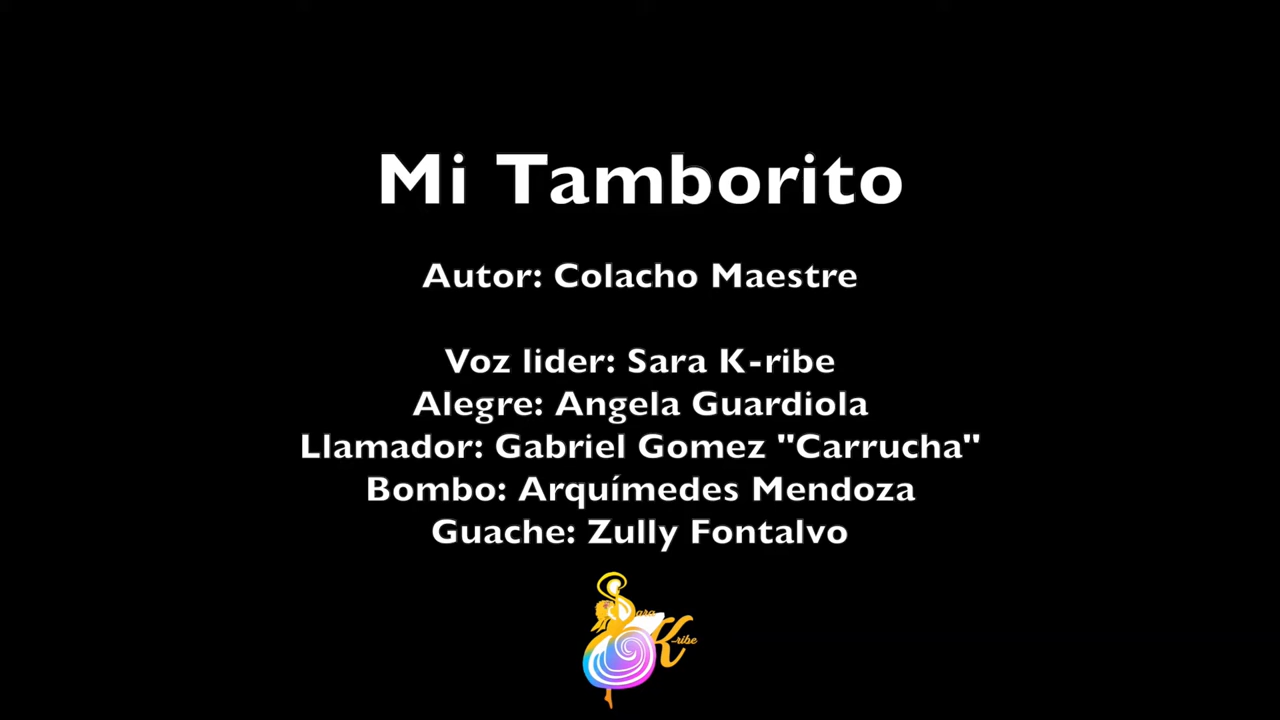 Mi Tamborito
Autor: Colacho Maestre
Voz lider: Sara K-ribe
Alegre: Angela Guardiola
Llamador: Gabriel Gomez "Carrucha"
Bombo: Arquímedes Mendoza
Guache: Zully Fontalvo
Sara
K-ribe